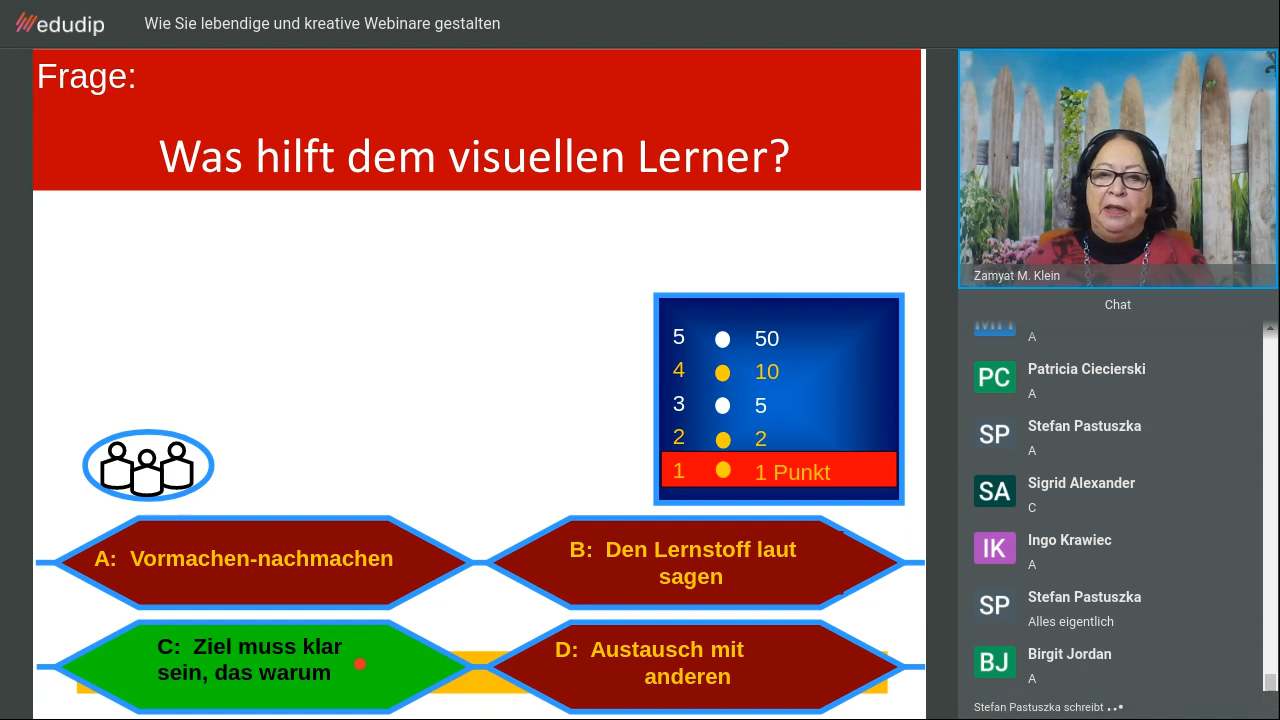 edudip
Wie Sie lebendige und kreative Webinare gestalten
Frage:
Was hilft dem visuellen Lerner?
5 50
4 10
3 5
2 2
1 1 Punkt
A: Vormachen-nachmachen
B: Den Lernstoff laut
sagen
C: Ziel muss klar
sein, das warum
D: Austausch mit
anderen
Zamyat M. Klein
Chat
A
PC
Patricia Ciecierski
A
SP
Stefan Pastuszka
A
SA
Sigrid Alexander
C
IK
Ingo Krawiec
A
SP
Stefan Pastuszka
Alles eigentlich
BJ
Birgit Jordan
A
Stefan Pastuszka schreibt